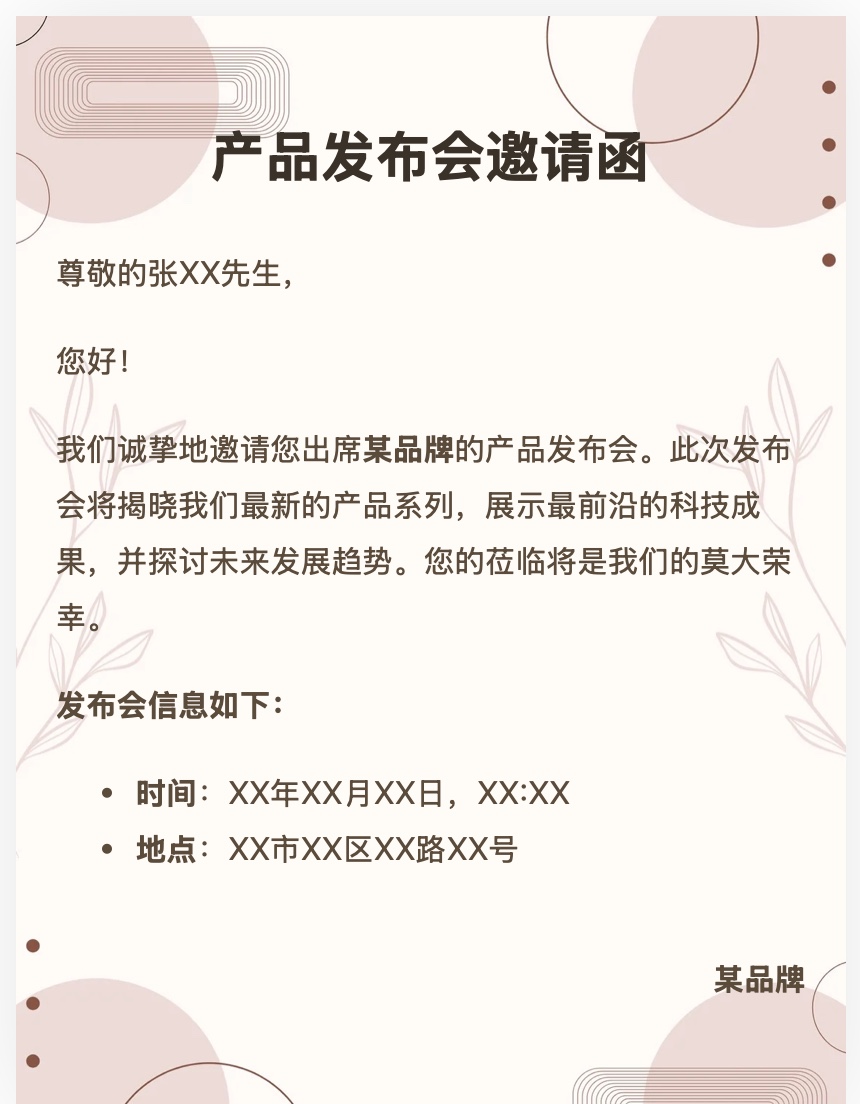 产品发布会邀请函
尊敬的张XX先生，
您好！
我们诚挚地邀请您出席某品牌的产品发布会。此次发布
会将揭晓我们最新的产品系列，展示最前沿的科技成
果，并探讨未来发展趋势。您的莅临将是我们的莫大荣
幸。
发布会信息如下：
• 时间：XX年XX月XX日，XX:XX
• 地点：XX市XX区XX路XX号
某品牌